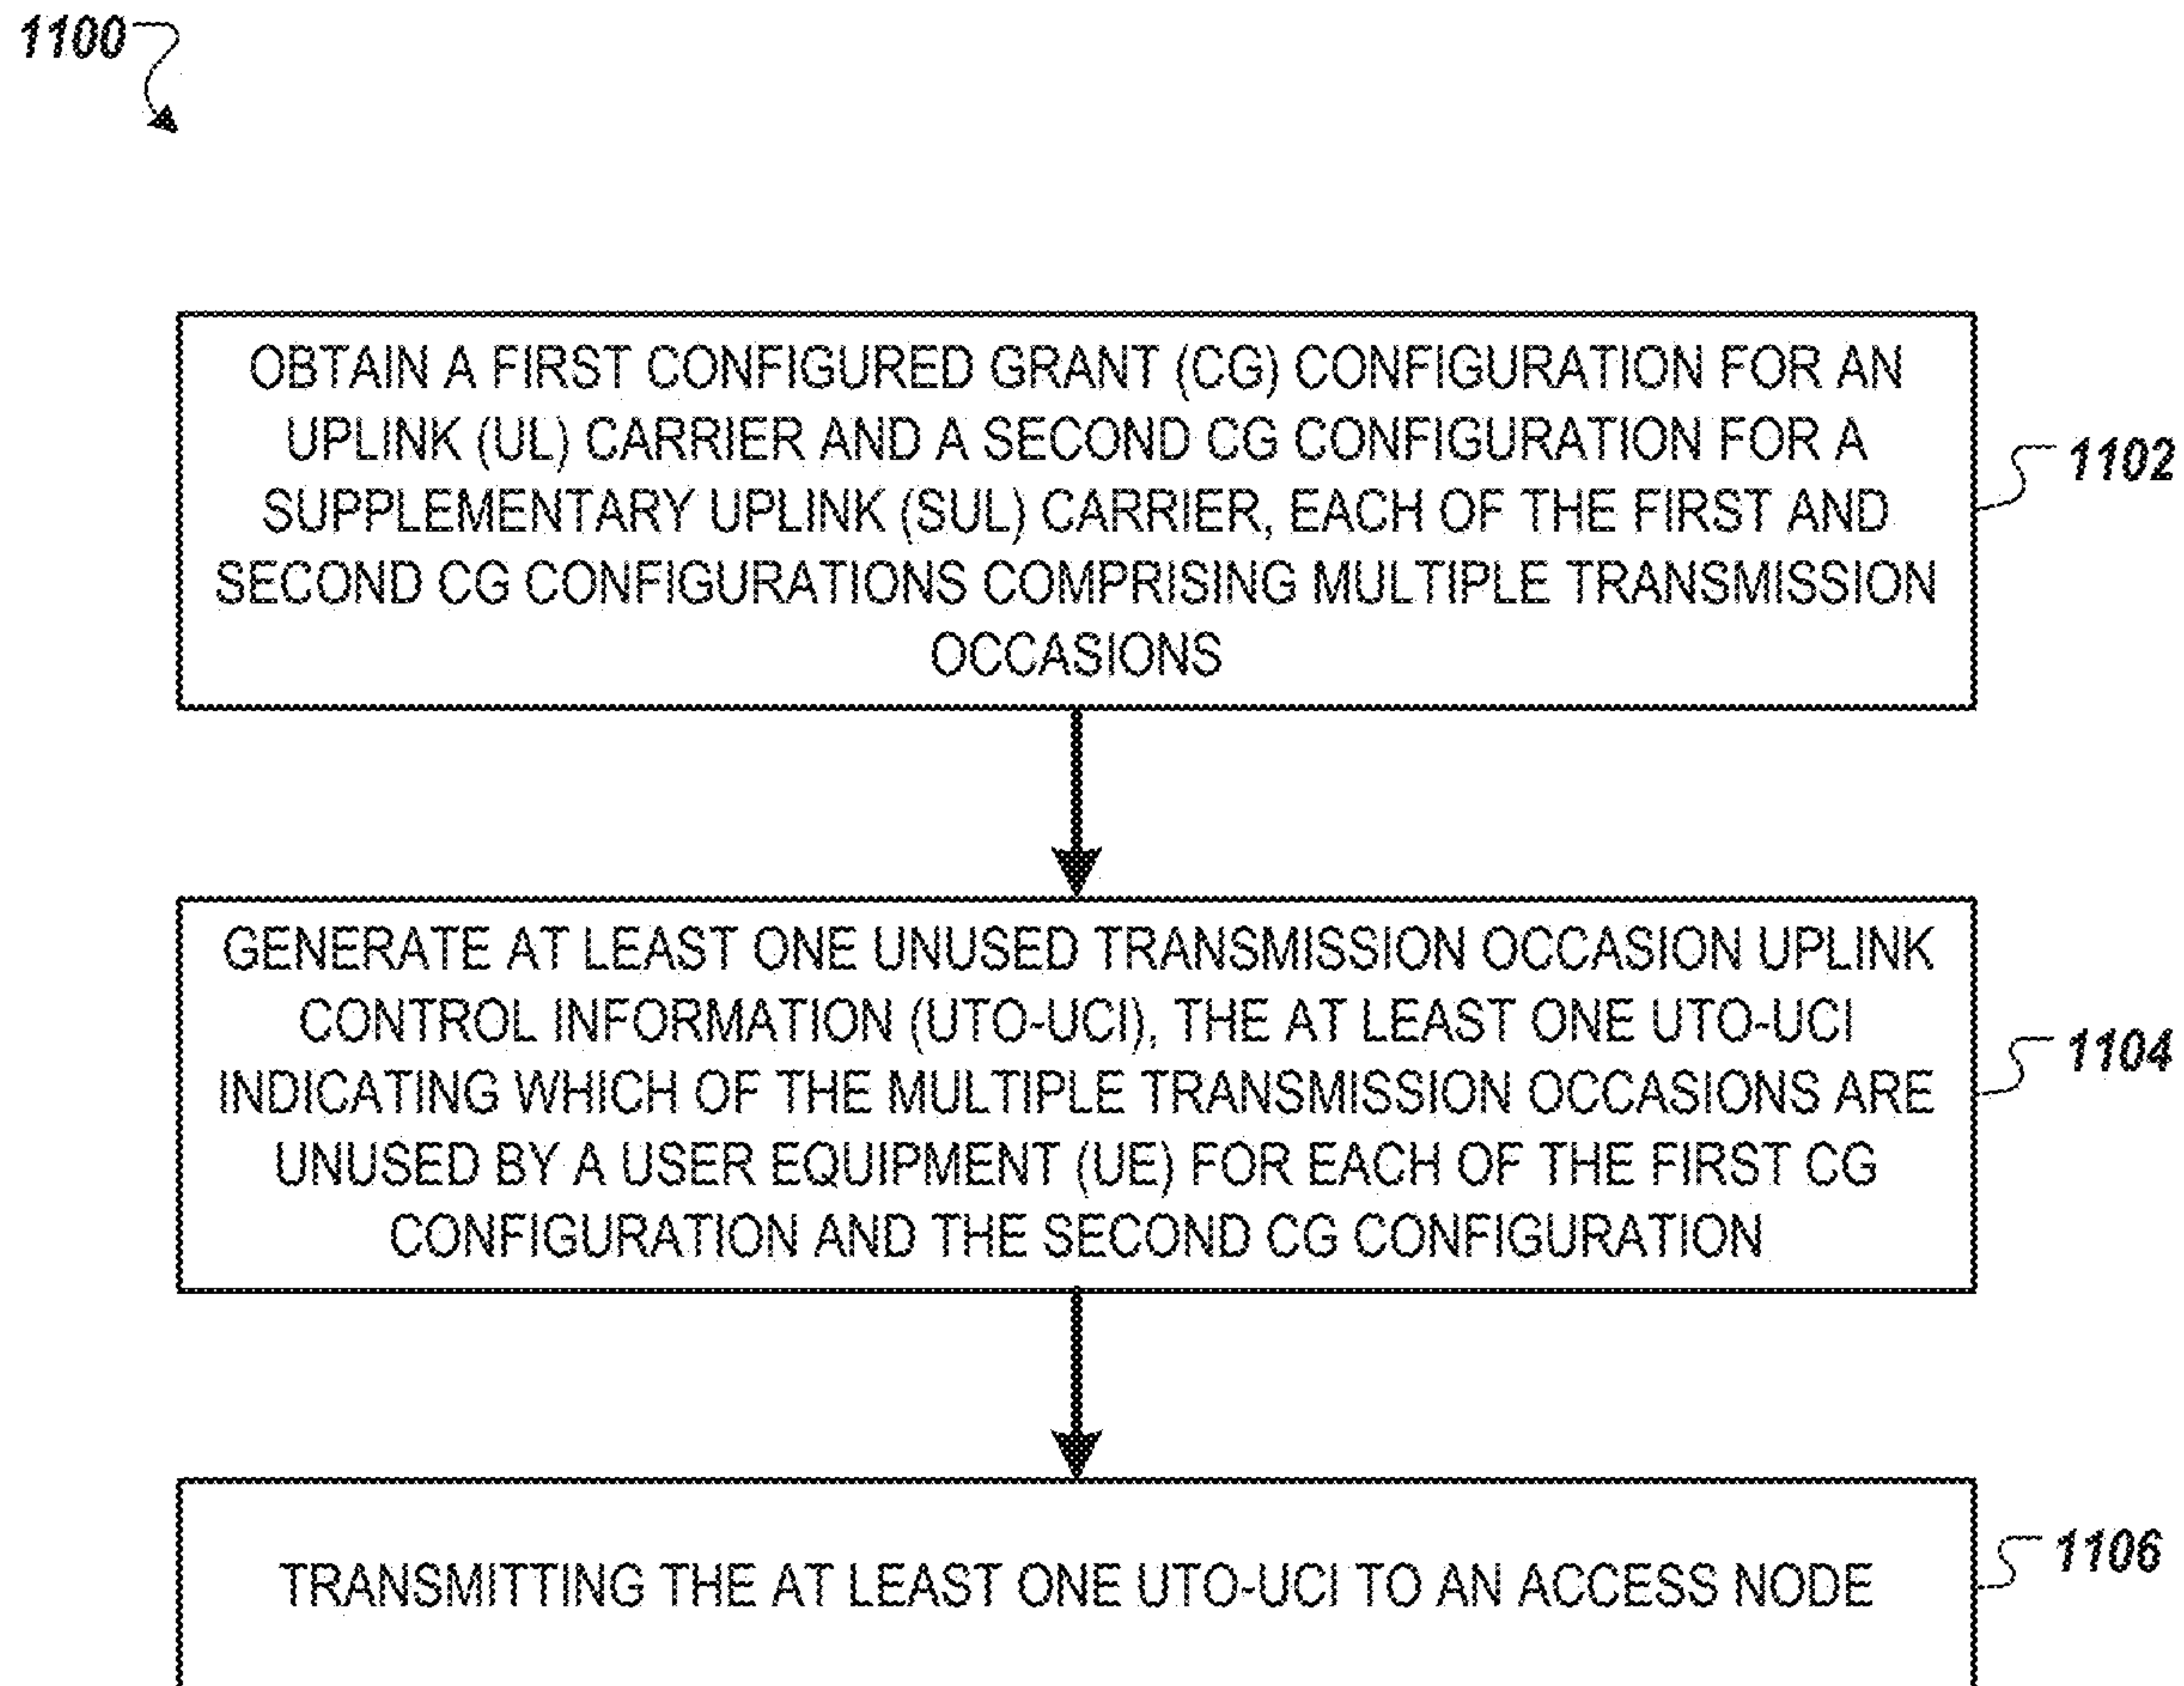 1100
OBTAIN A FIRST CONFIGURED GRANT (CG) CONFIGURATION FOR AN
UPLINK (UL) CARRIER AND A SECOND CG CONFIGURATION FOR A
SUPPLEMENTARY UPLINK (SUL) CARRIER, EACH OF THE FIRST AND
SECOND CG CONFIGURATIONS COMPRISING MULTIPLE TRANSMISSION
OCCASIONS
1102
GENERATE AT LEAST ONE UNUSED TRANSMISSION OCCASION UPLINK
CONTROL INFORMATION (UTO-UCI), THE AT LEAST ONE UTO-UCI
INDICATING WHICH OF THE MULTIPLE TRANSMISSION OCCASIONS ARE
UNUSED BY A USER EQUIPMENT (UE) FOR EACH OF THE FIRST CG
CONFIGURATION AND THE SECOND CG CONFIGURATION
1104
TRANSMITTING THE AT LEAST ONE UTO-UCI TO AN ACCESS NODE
1106